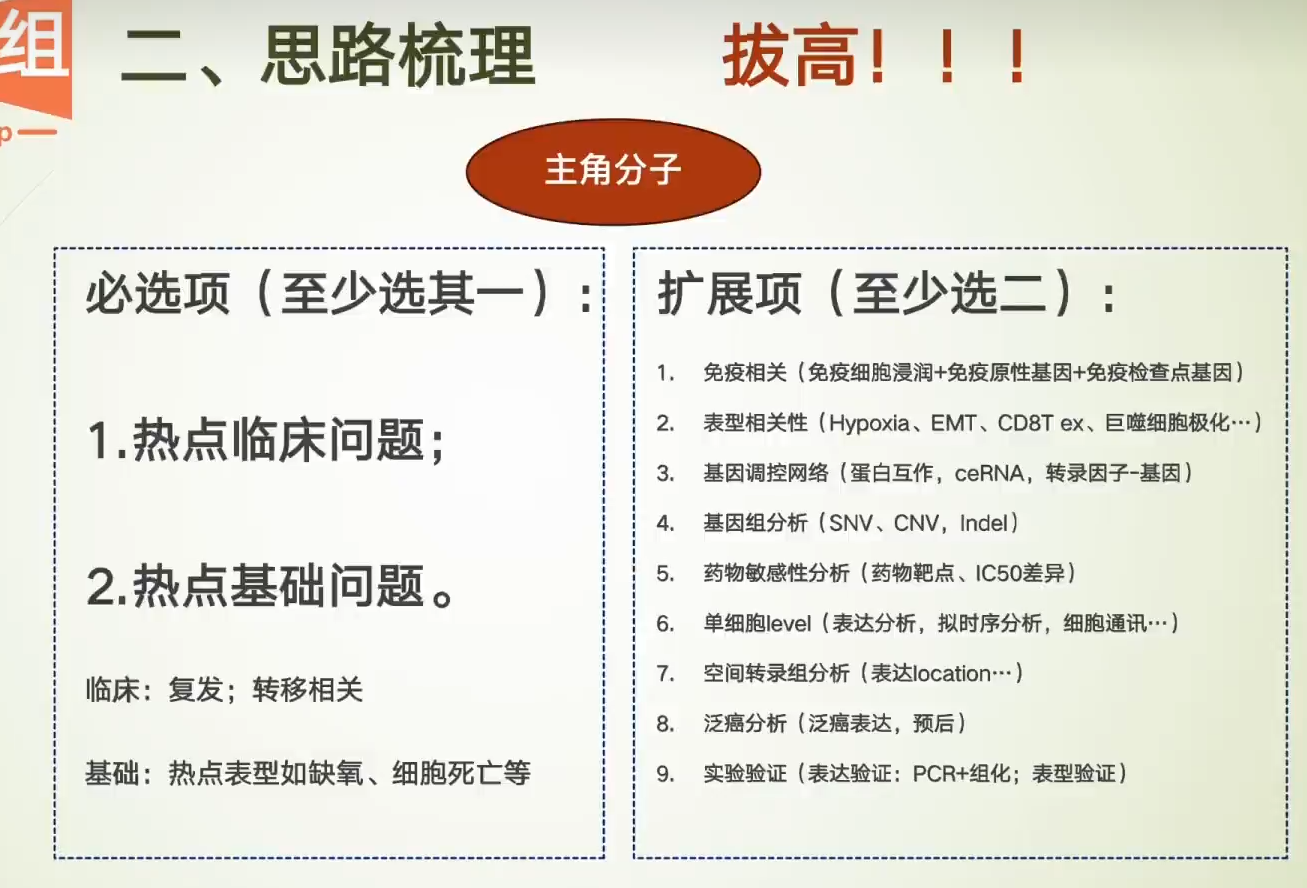 组
p
二、思路梳理
拔高！！！
主角分子
必选项（至少选其一）：
1.热点临床问题；
2.热点基础问题。
临床：复发；转移相关
基础：热点表型如缺氧、细胞死亡等
扩展项（至少选二）：
1. 免疫相关（免疫细胞浸润+免疫原性基因+免疫检查点基因）
2. 表型相关性（Hypoxia、EMT、CD8T ex、巨噬细胞极化…）
3. 基因调控网络（蛋白互作，ceRNA，转录因子-基因）
4. 基因组分析（SNV、CNV，Indel）
5. 药物敏感性分析（药物靶点、IC50差异）
6. 单细胞level（表达分析，拟时序分析，细胞通讯…）
7. 空间转录组分析（表达location…）
8. 泛癌分析（泛癌表达，预后）
9. 实验验证（表达验证：PCR+组化；表型验证）